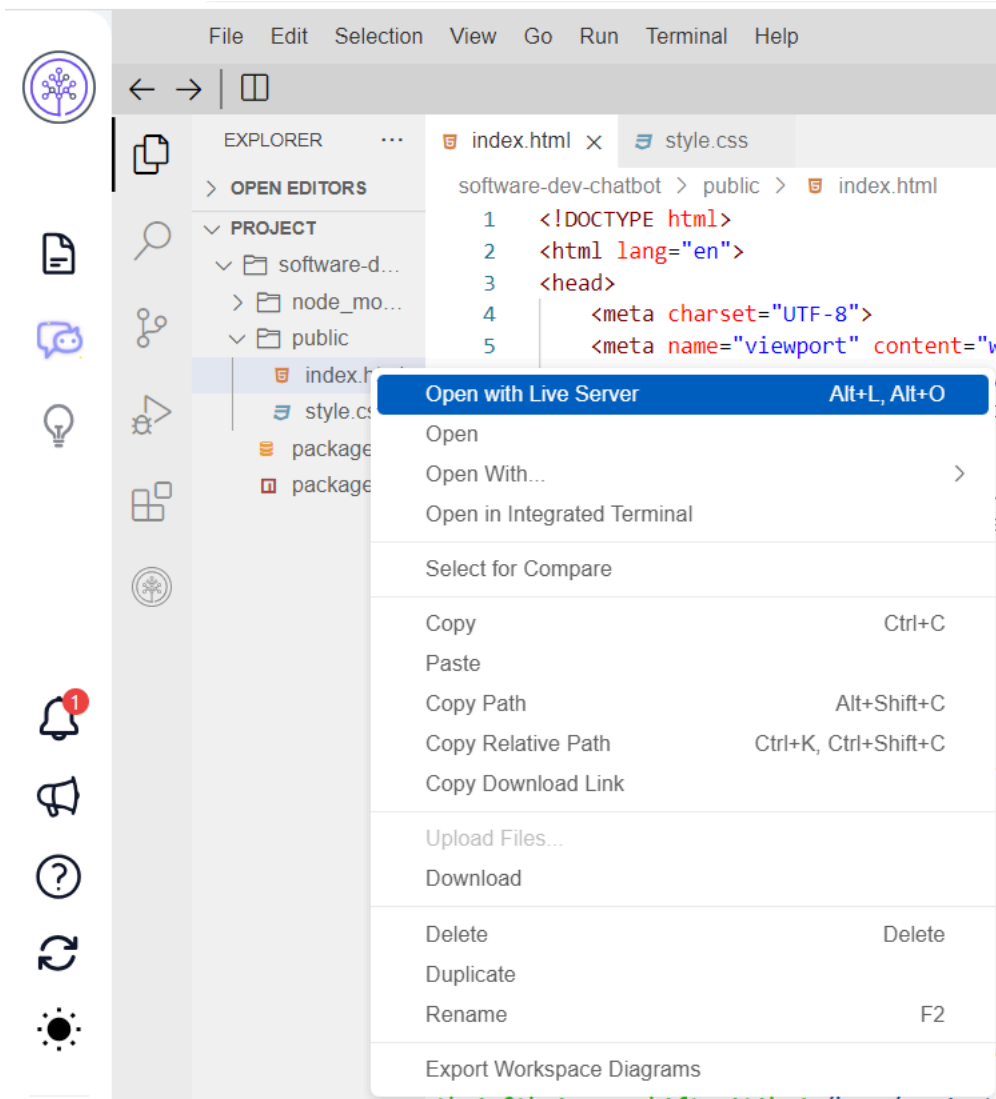 File Edit Selection View Go Run Terminal Help
EXPLORER ...
index.html
style.css
OPEN EDITORS
software-dev-chatbot > public > index.html
PROJECT
software-d...
node_mo...
public
index.h
style.c
package
package
1 <!DOCTYPE html>
2 <html lang="en">
3 <head>
4 <meta charset="UTF-8">
5 <meta name="viewport" content="w
Open with Live Server Alt+L, Alt+O
Open
Open With... >
Open in Integrated Terminal
Select for Compare
Copy Ctrl+C
Paste
Copy Path Alt+Shift+C
Copy Relative Path Ctrl+K, Ctrl+Shift+C
Copy Download Link
Upload Files...
Download
Delete Delete
Duplicate
Rename F2
Export Workspace Diagrams
1